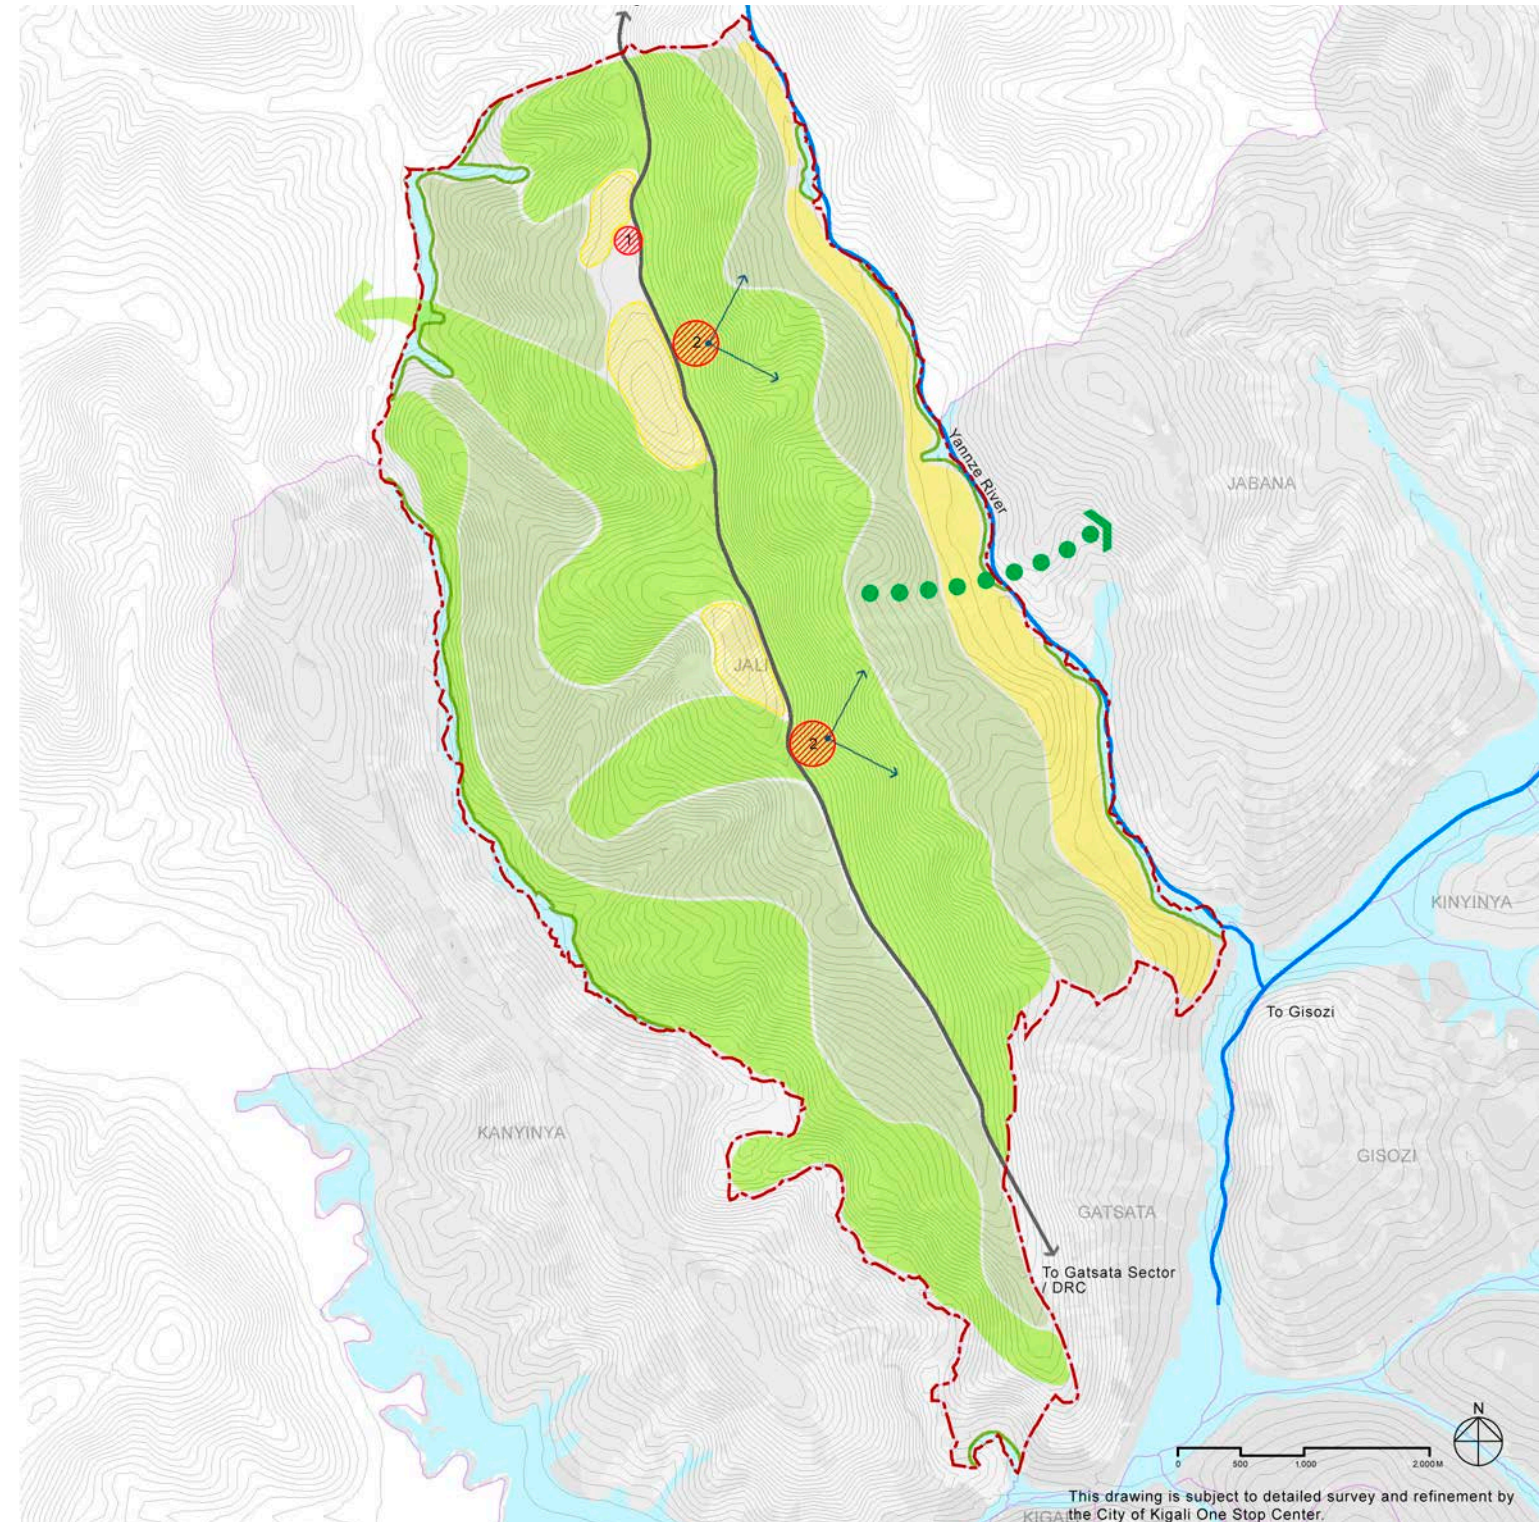 1
2
Yannze River
JABANA
JALI
2
KINYINYA
To Gisozi
KANYINYA
GISOZI
GATSATA
To Gatsata Sector
/ DRC
N
0 500 1,000 2,000M
This drawing is subject to detailed survey and refinement by
the City of Kigali One Stop Center.